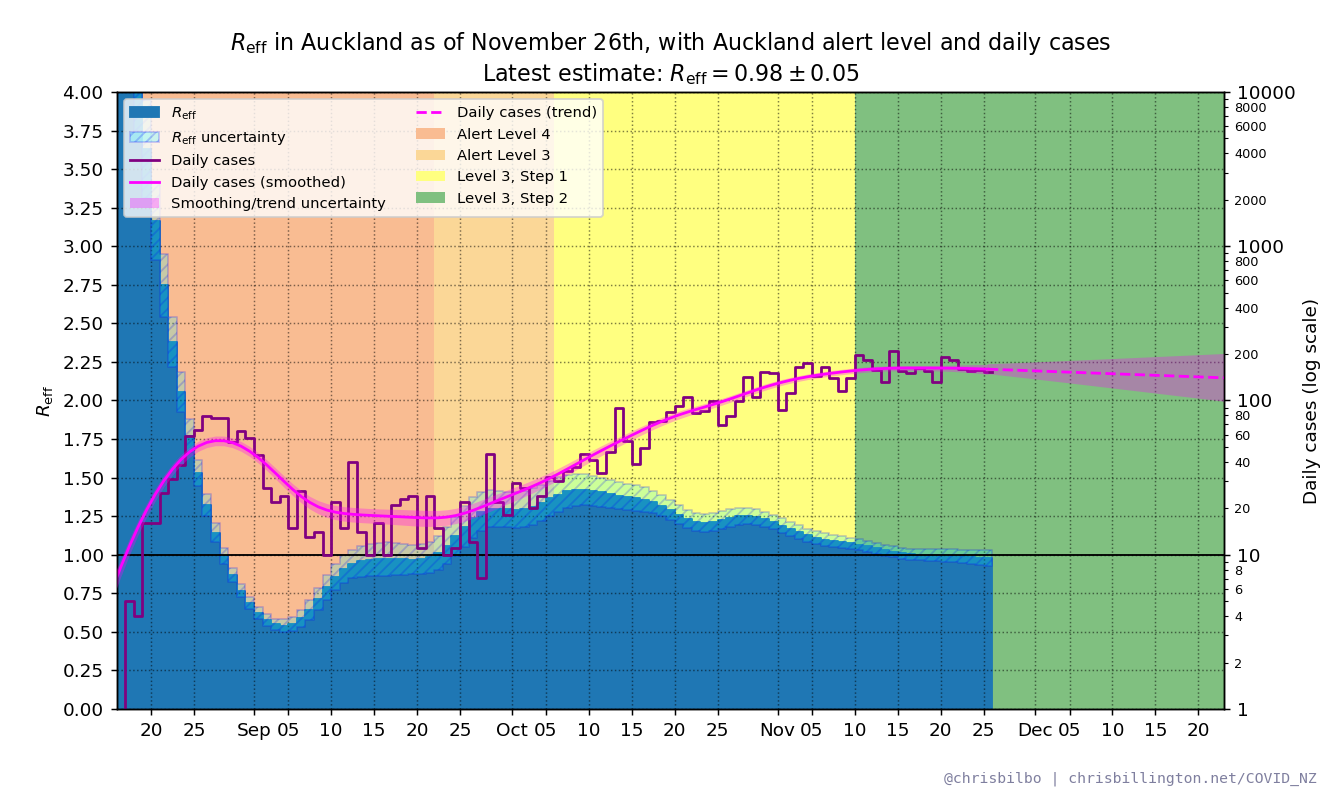 R_eff in Auckland as of November 26th, with Auckland alert level and daily cases
Latest estimate: R_eff = 0.98 ± 0.05
R_eff
R_eff uncertainty
Daily cases
Daily cases (smoothed)
Smoothing/trend uncertainty
Daily cases (trend)
Alert Level 4
Alert Level 3
Level 3, Step 1
Level 3, Step 2
R_eff
4.00
3.75
3.50
3.25
3.00
2.75
2.50
2.25
2.00
1.75
1.50
1.25
1.00
0.75
0.50
0.25
0.00
10000
8000
6000
4000
2000
1000
800
600
400
200
100
80
60
40
20
10
8
6
4
2
1
Daily cases (log scale)
20 25 Sep 05 10 15 20 25 Oct 05 10 15 20 25 Nov 05 10 15 20 25 Dec 05 10 15 20
@chrisbilbo | chrisbillington.net/COVID_NZ